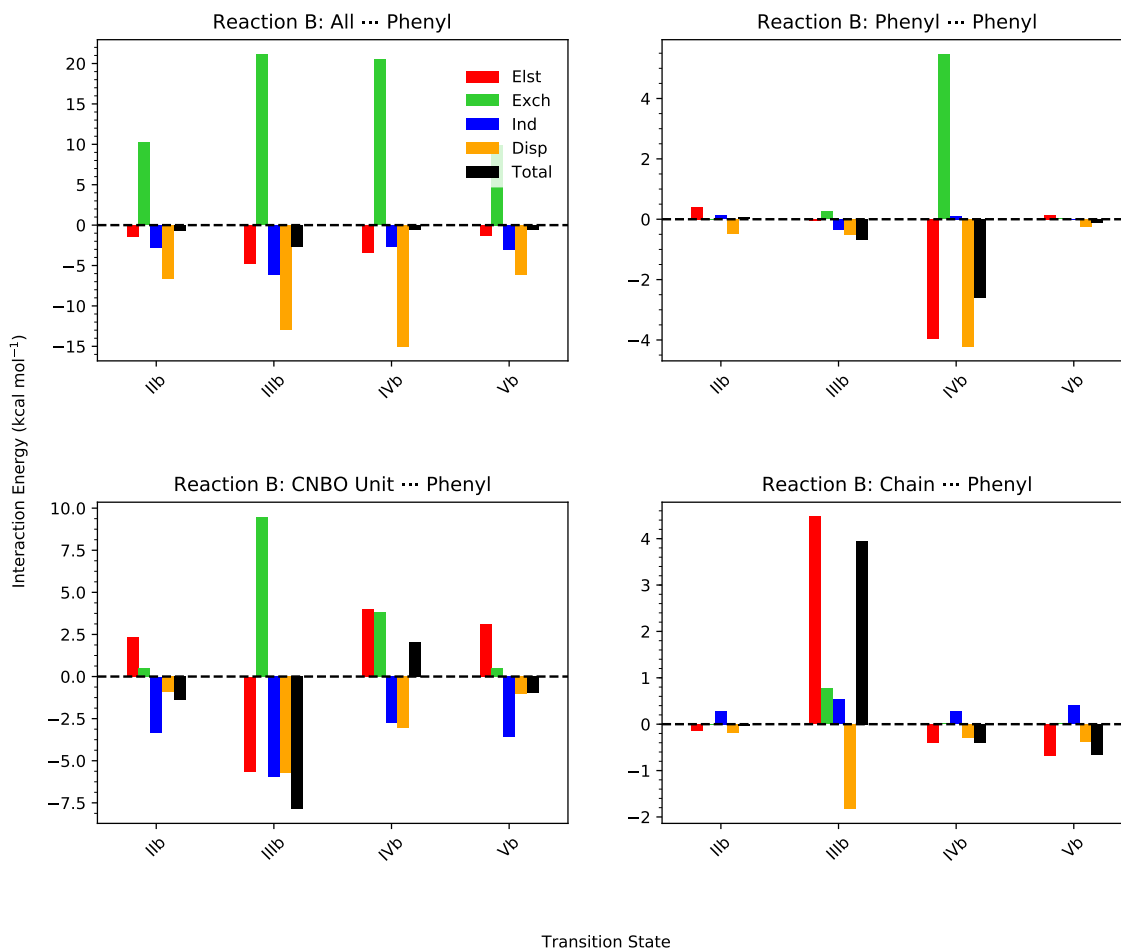 Reaction B: All ⋯ Phenyl
20
15
10
5
0
−5
−10
−15
IIb
IIIb
IVb
Vb
Elst
Exch
Ind
Disp
Total
Reaction B: Phenyl ⋯ Phenyl
4
2
0
−2
−4
IIb
IIIb
IVb
Vb
Interaction Energy (kcal mol⁻¹)
Reaction B: CNBO Unit ⋯ Phenyl
10.0
7.5
5.0
2.5
0.0
−2.5
−5.0
−7.5
IIb
IIIb
IVb
Vb
Reaction B: Chain ⋯ Phenyl
4
3
2
1
0
−1
−2
IIb
IIIb
IVb
Vb
Transition State